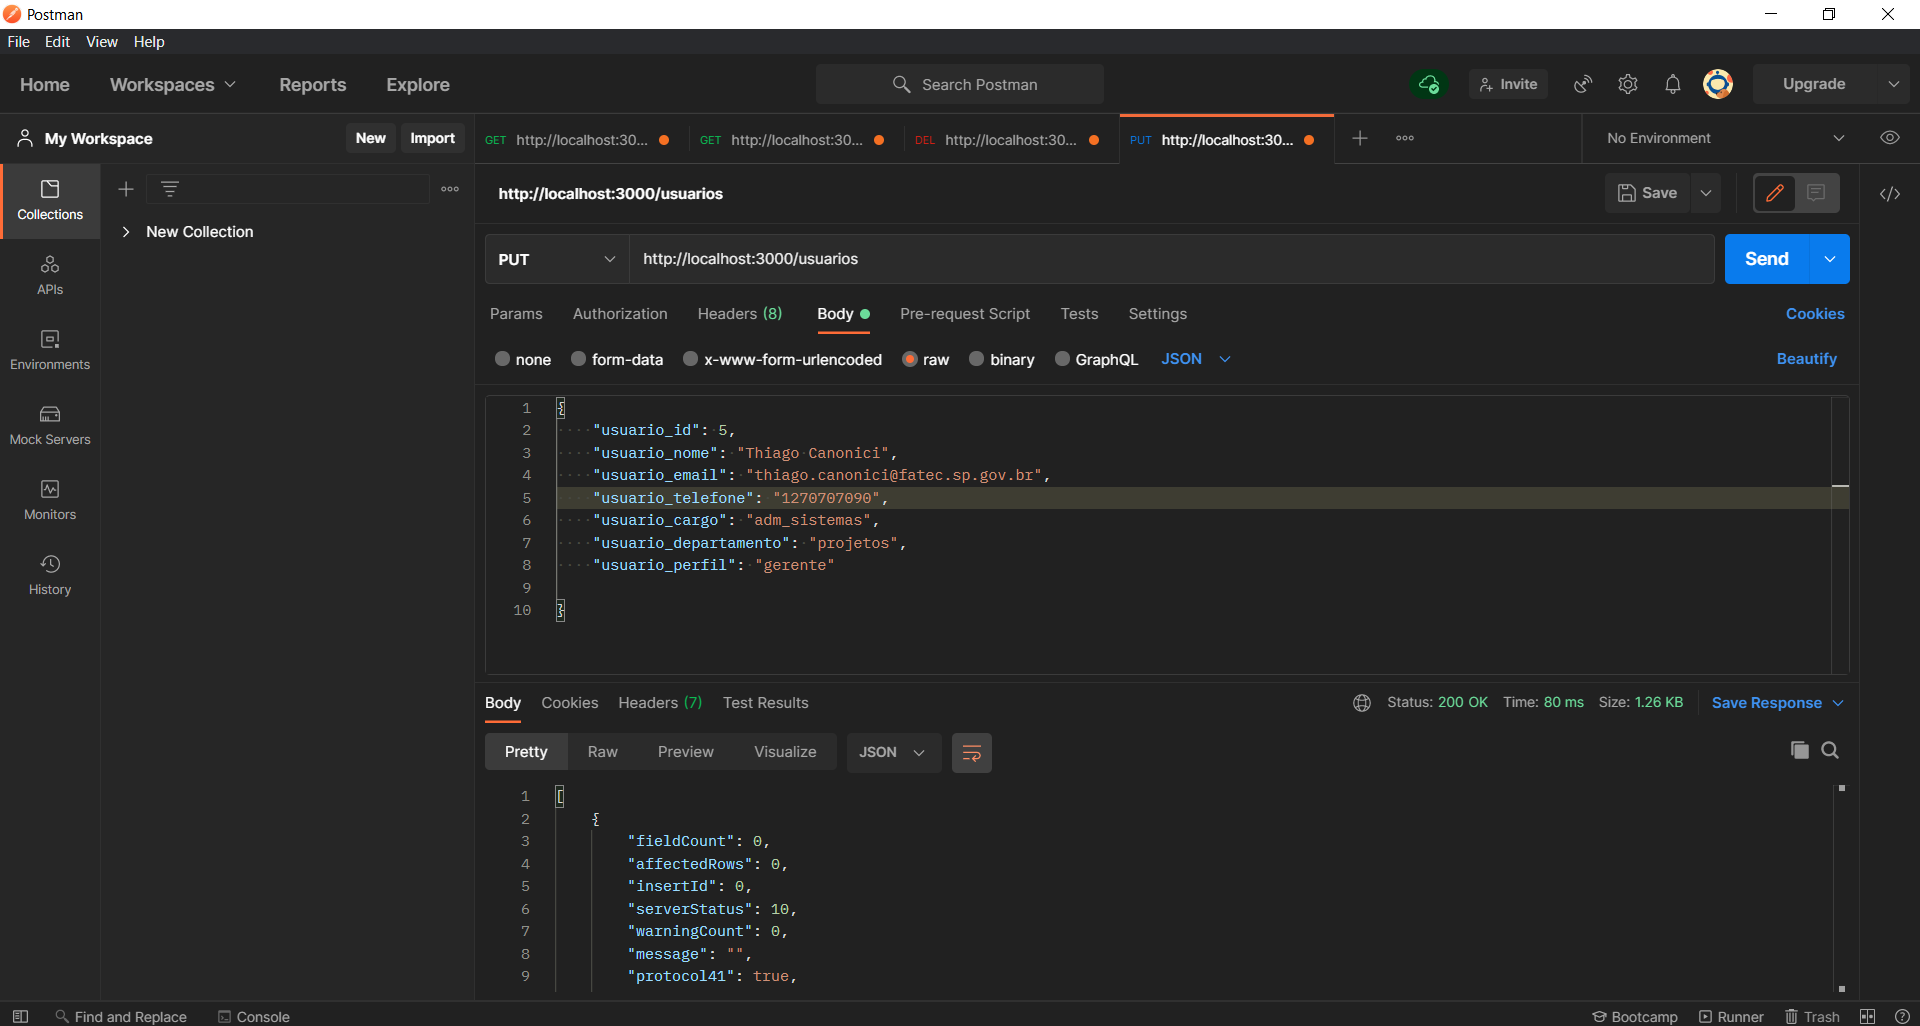 Postman
File Edit View Help
Home Workspaces Reports Explore Search Postman Invite Upgrade
My Workspace New Import GET http://localhost:30... GET http://localhost:30... DEL http://localhost:30... PUT http://localhost:30... No Environment
Collections
New Collection
APIs
Environments
Mock Servers
Monitors
History
http://localhost:3000/usuarios Save
PUT http://localhost:3000/usuarios Send
Params Authorization Headers (8) Body Pre-request Script Tests Settings Cookies
none form-data x-www-form-urlencoded raw binary GraphQL JSON Beautify
1 {
2 "usuario_id": 5,
3 "usuario_nome": "Thiago Canonici",
4 "usuario_email": "thiago.canonici@fatec.sp.gov.br",
5 "usuario_telefone": "1270707090",
6 "usuario_cargo": "adm_sistemas",
7 "usuario_departamento": "projetos",
8 "usuario_perfil": "gerente"
9
10 }
Body Cookies Headers (7) Test Results Status: 200 OK Time: 80 ms Size: 1.26 KB Save Response
Pretty Raw Preview Visualize JSON
1 [
2 {
3 "fieldCount": 0,
4 "affectedRows": 0,
5 "insertId": 0,
6 "serverStatus": 10,
7 "warningCount": 0,
8 "message": "",
9 "protocol41": true,
Find and Replace Console Bootcamp Runner Trash